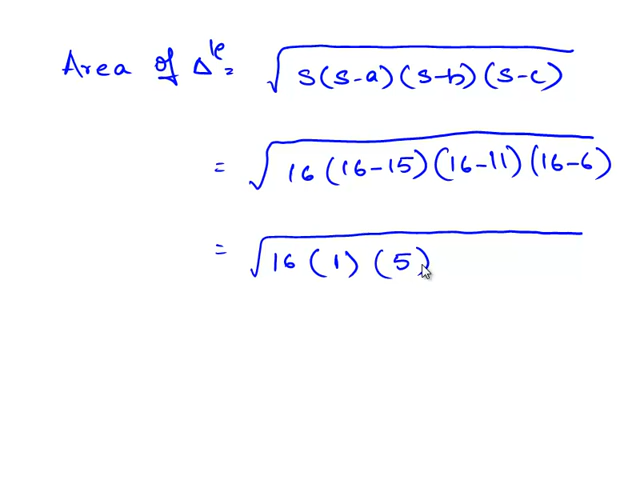 Area of Δle = √s(s-a)(s-b)(s-c)
= √16(16-15)(16-11)(16-6)
= √16(1)(5)